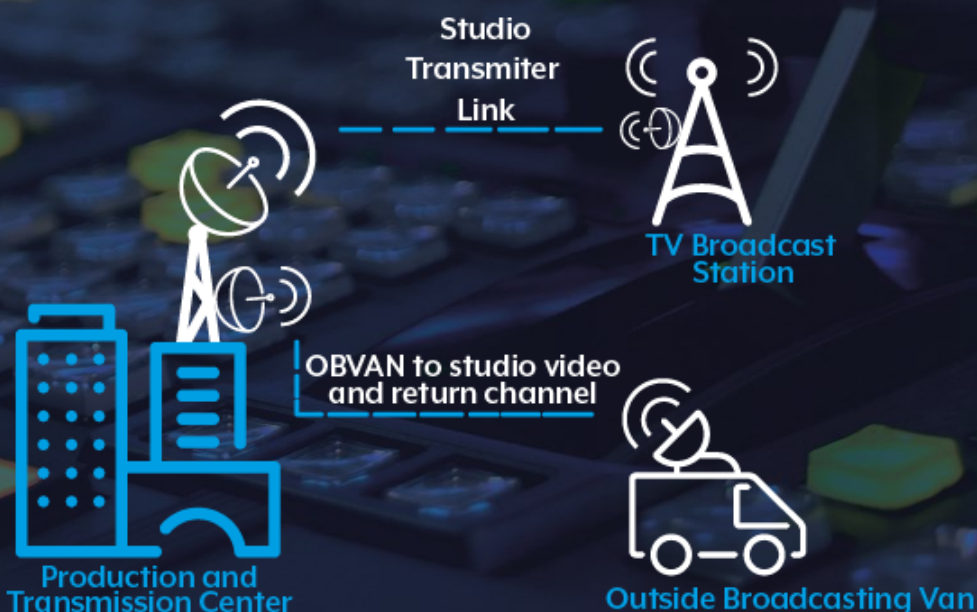 Studio
Transmiter
Link
TV Broadcast
Station
OBVAN to studio video
and return channel
Production and
Transmission Center
Outside Broadcasting Van